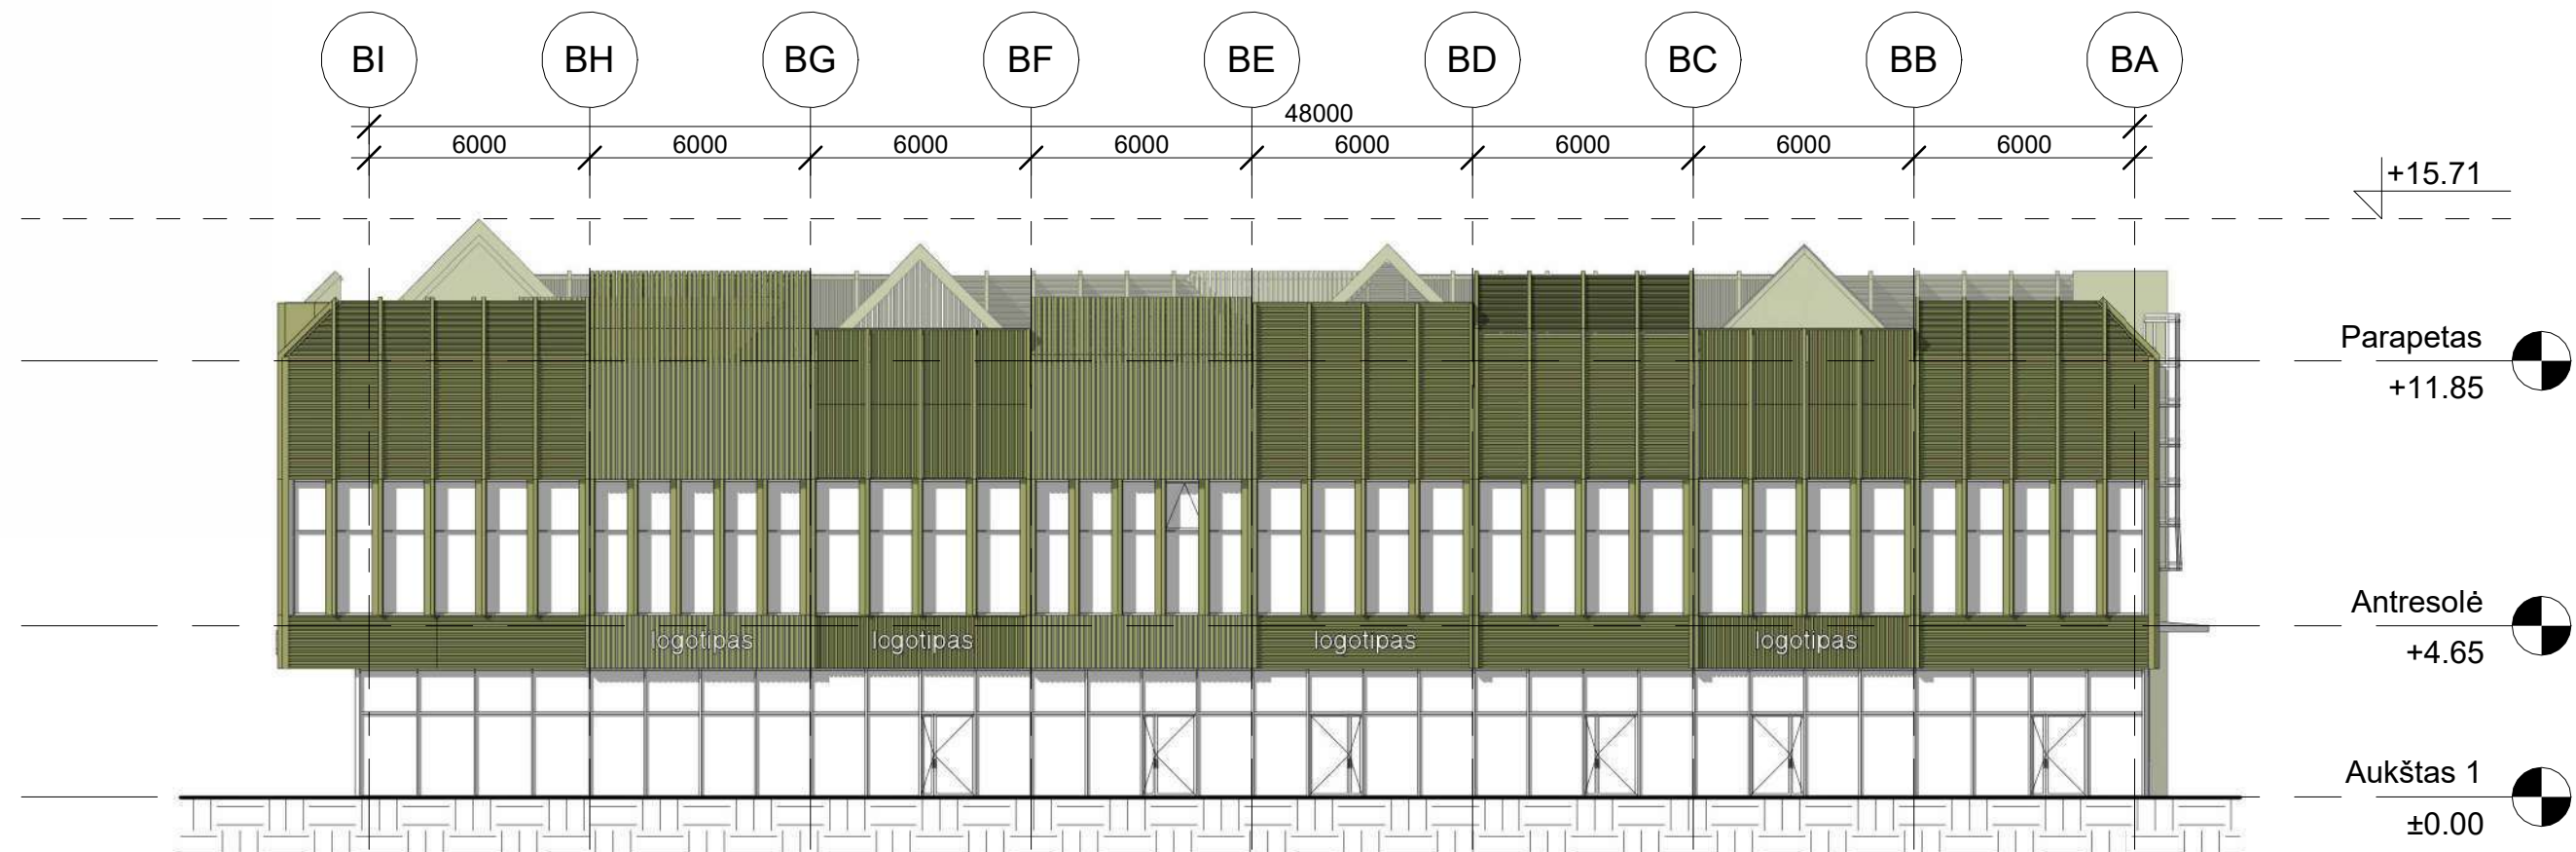 BI BH BG BF BE BD BC BB BA
48000
6000 6000 6000 6000 6000 6000 6000 6000
+15.71
Parapetas
+11.85
Antresolė
logotipas logotipas logotipas logotipas
+4.65
Aukštas 1
±0.00